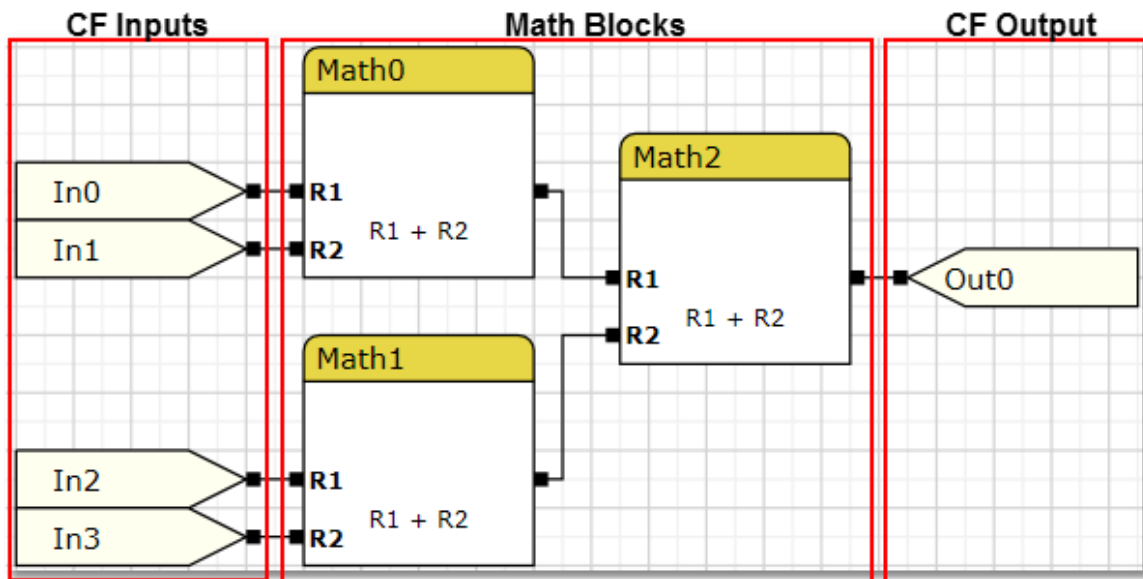 CF Inputs
Math Blocks
CF Output
Math0
In0
R1
In1
R2
R1 + R2
Math2
R1
R2
R1 + R2
Out0
Math1
In2
R1
In3
R2
R1 + R2